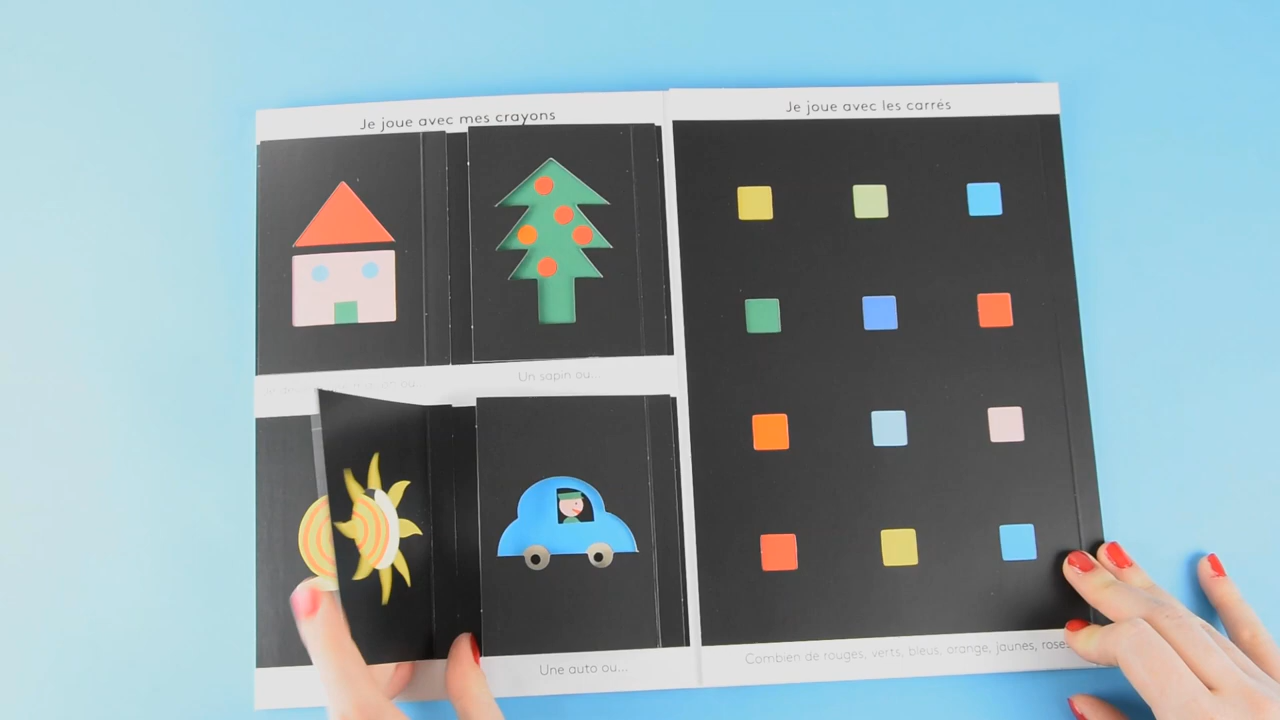 Je joue avec mes crayons
Je joue avec les carrés
Un sapin ou...
Une auto ou...
Combien de rouges, verts, bleus, orange, jaunes, roses